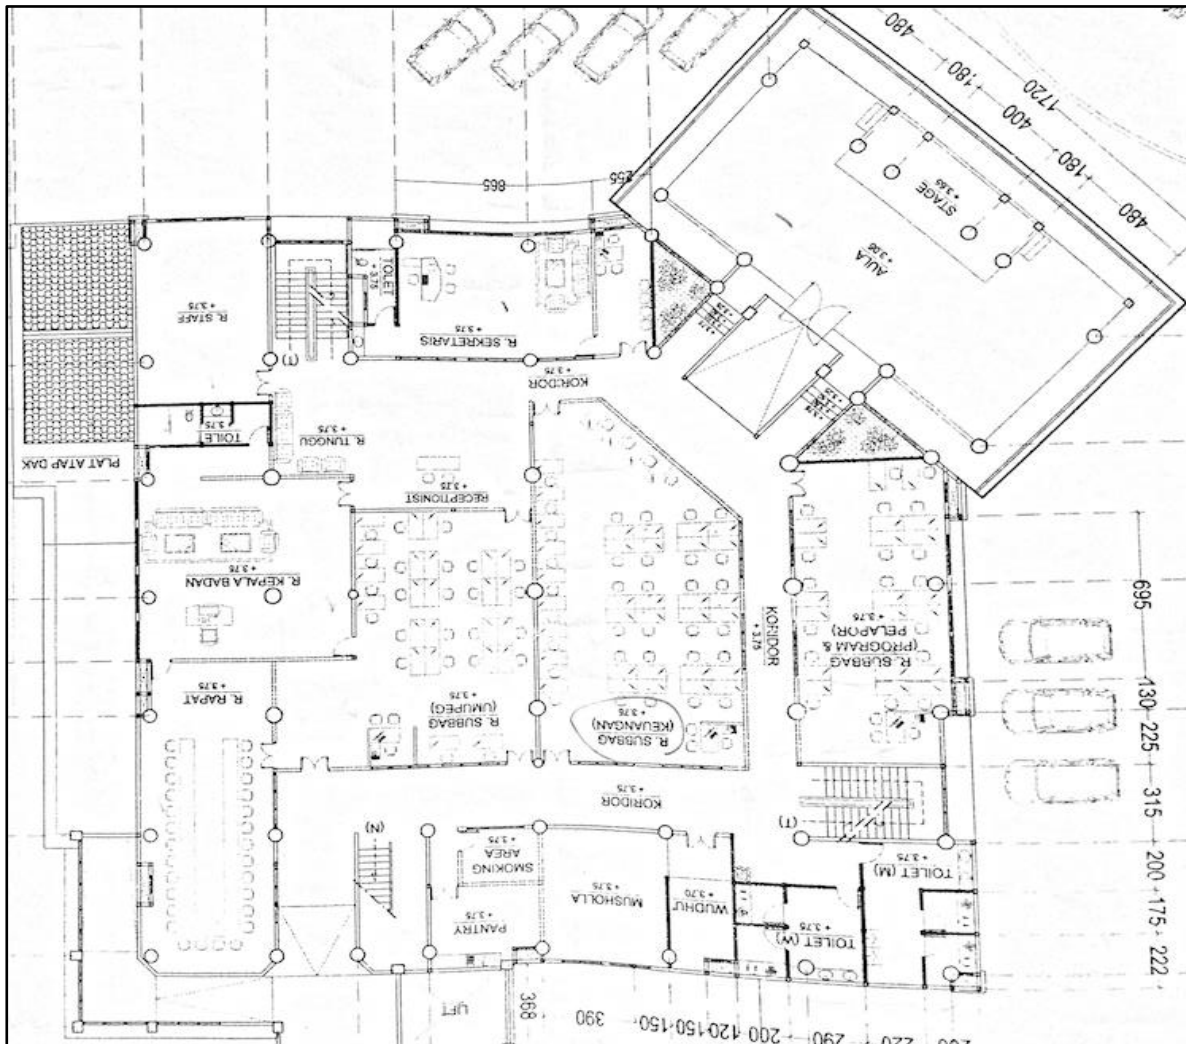 480
180
1720
400
180
480
865
255
STAGE
+ 3.65
AULA
TOILET
+ 3.75
R. STAFF
+ 3.75
R. SEKRETARIS
+ 3.75
(T)
KORIDOR
+ 3.75
TOILE
+ 3.75
R. TUNGGU
PLAT ATAP DAK
RECEPTIONIST
+ 3.75
R. KEPALA BADAN
+ 3.75
KORIDOR
+ 3.75
R. SUBBAG
(PROGRAM &
PELAPOR)
+ 3.75
R. RAPAT
+ 3.75
R. SUBBAG
(UMUPEG)
+ 3.75
R. SUBBAG
(KEUANGAN)
+ 3.75
KORIDOR
+ 3.75
(N)
(T)
SMOKING
AREA
+ 3.75
TOILET (M)
+ 3.75
MUSHOLLA
+ 3.75
WUDHU
+ 3.70
PANTRY
+ 3.75
TOILET (W)
+ 3.75
LIFT
695
130
225
315
200
175
222
368
390
150
150
120
200
290
220